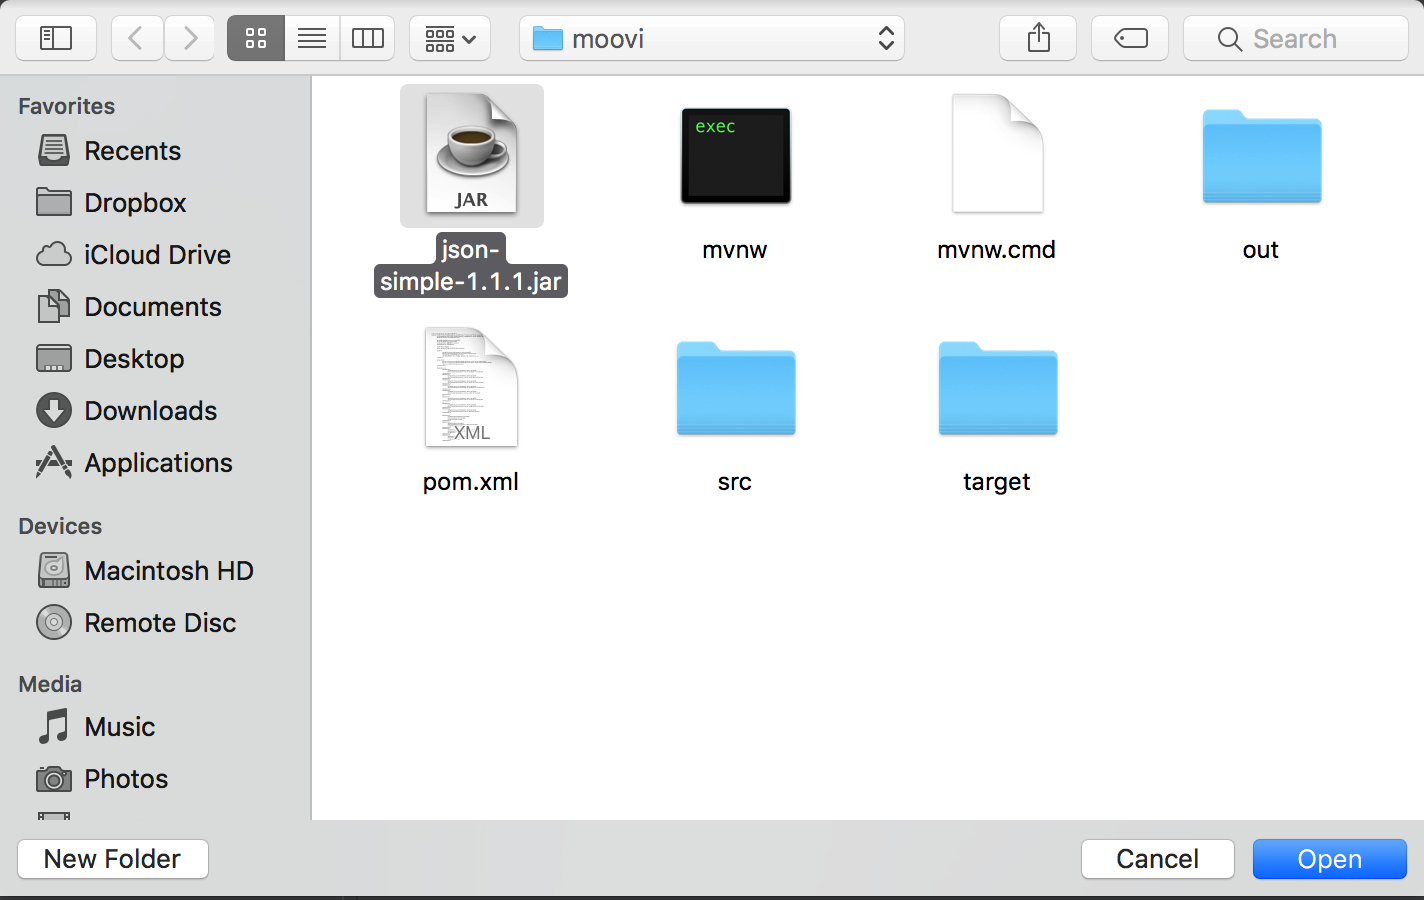 moovi
Search
Favorites
Recents
Dropbox
iCloud Drive
Documents
Desktop
Downloads
Applications
Devices
Macintosh HD
Remote Disc
Media
Music
Photos
JAR
json-
simple-1.1.1.jar
exec
mvnw
mvnw.cmd
out
XML
pom.xml
src
target
New Folder
Cancel
Open